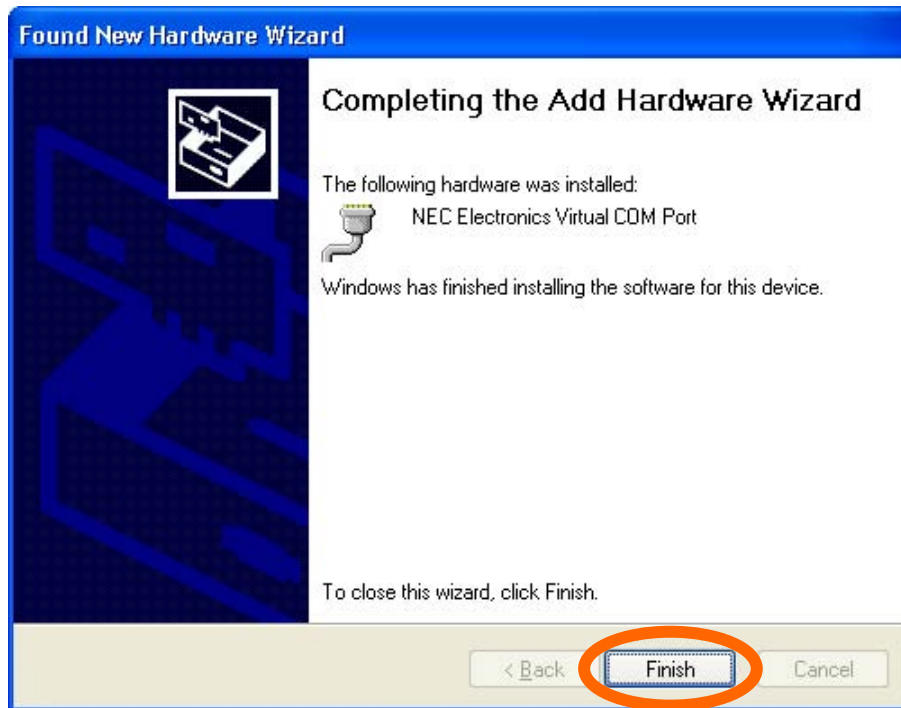 Found New Hardware Wizard
Completing the Add Hardware Wizard
The following hardware was installed:
NEC Electronics Virtual COM Port
Windows has finished installing the software for this device.
To close this wizard, click Finish.
< Back Finish Cancel